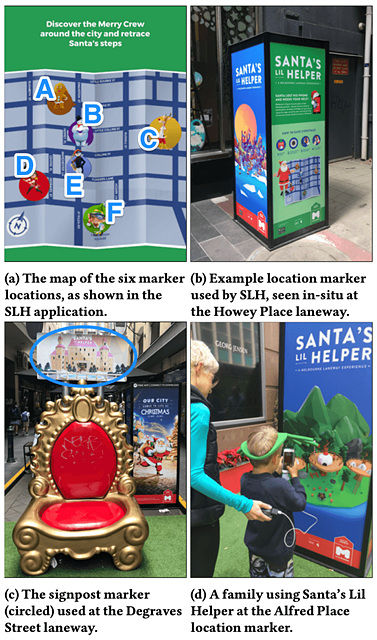 Discover the Merry Crew
around the city and retrace
Santa's steps
A
B
C
D
E
F
N
SANTA'S
LIL
HELPER
SANTA'S
LIL HELPER
(a) The map of the six marker
locations, as shown in the
SLH application.
(b) Example location marker
used by SLH, seen in-situ at
the Howey Place laneway.
OUR CITY
CHRISTMAS
GEORG JENSEN
SANTA'S
LIL HELPER
A MELBOURNE LANEWAY EXPERIENCE
(c) The signpost marker
(circled) used at the Degraves
Street laneway.
(d) A family using Santa's Lil
Helper at the Alfred Place
location marker.